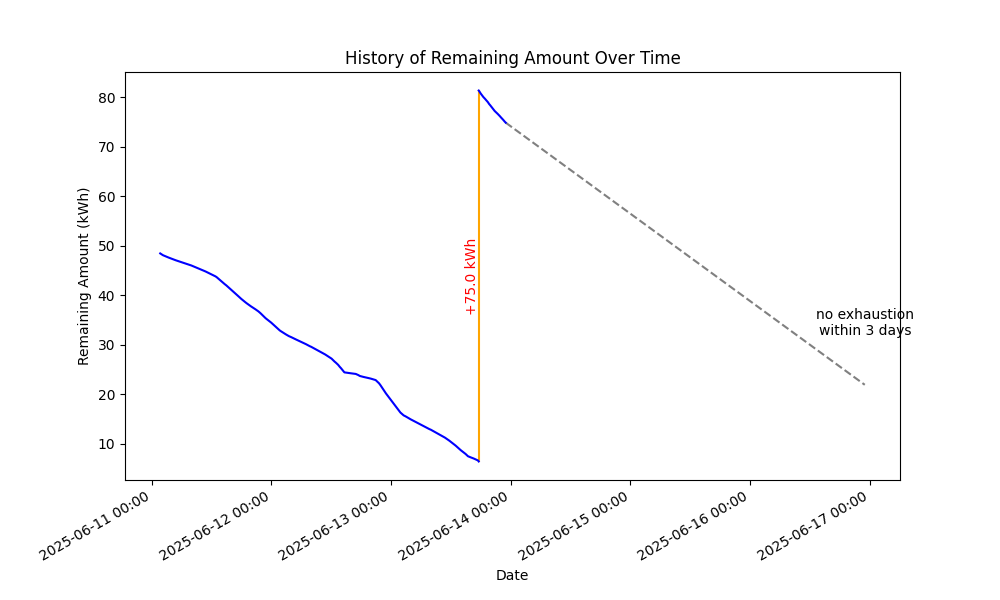 History of Remaining Amount Over Time
Remaining Amount (kWh)
80
70
60
50
40
30
20
10
+75.0 kWh
no exhaustion
within 3 days
2025-06-11 00:00
2025-06-12 00:00
2025-06-13 00:00
2025-06-14 00:00
2025-06-15 00:00
2025-06-16 00:00
2025-06-17 00:00
Date